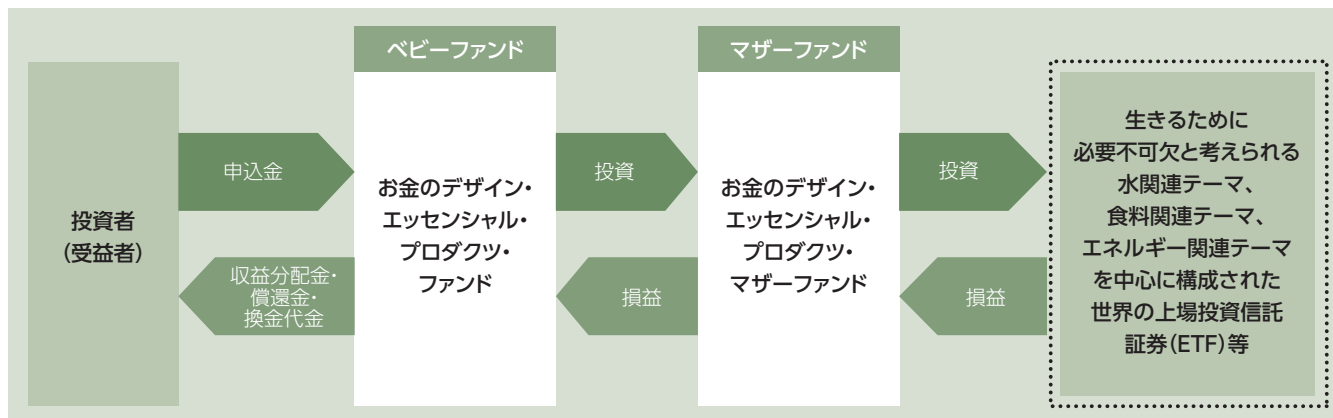 投資者
(受益者)
申込金
収益分配金・
償還金・
換金代金
ベビーファンド
お金のデザイン・
エッセンシャル・
プロダクツ・
ファンド
投資
損益
マザーファンド
お金のデザイン・
エッセンシャル・
プロダクツ・
マザーファンド
投資
損益
生きるために
必要不可欠と考えられる
水関連テーマ、
食料関連テーマ、
エネルギー関連テーマ
を中心に構成された
世界の上場投資信託
証券(ETF)等